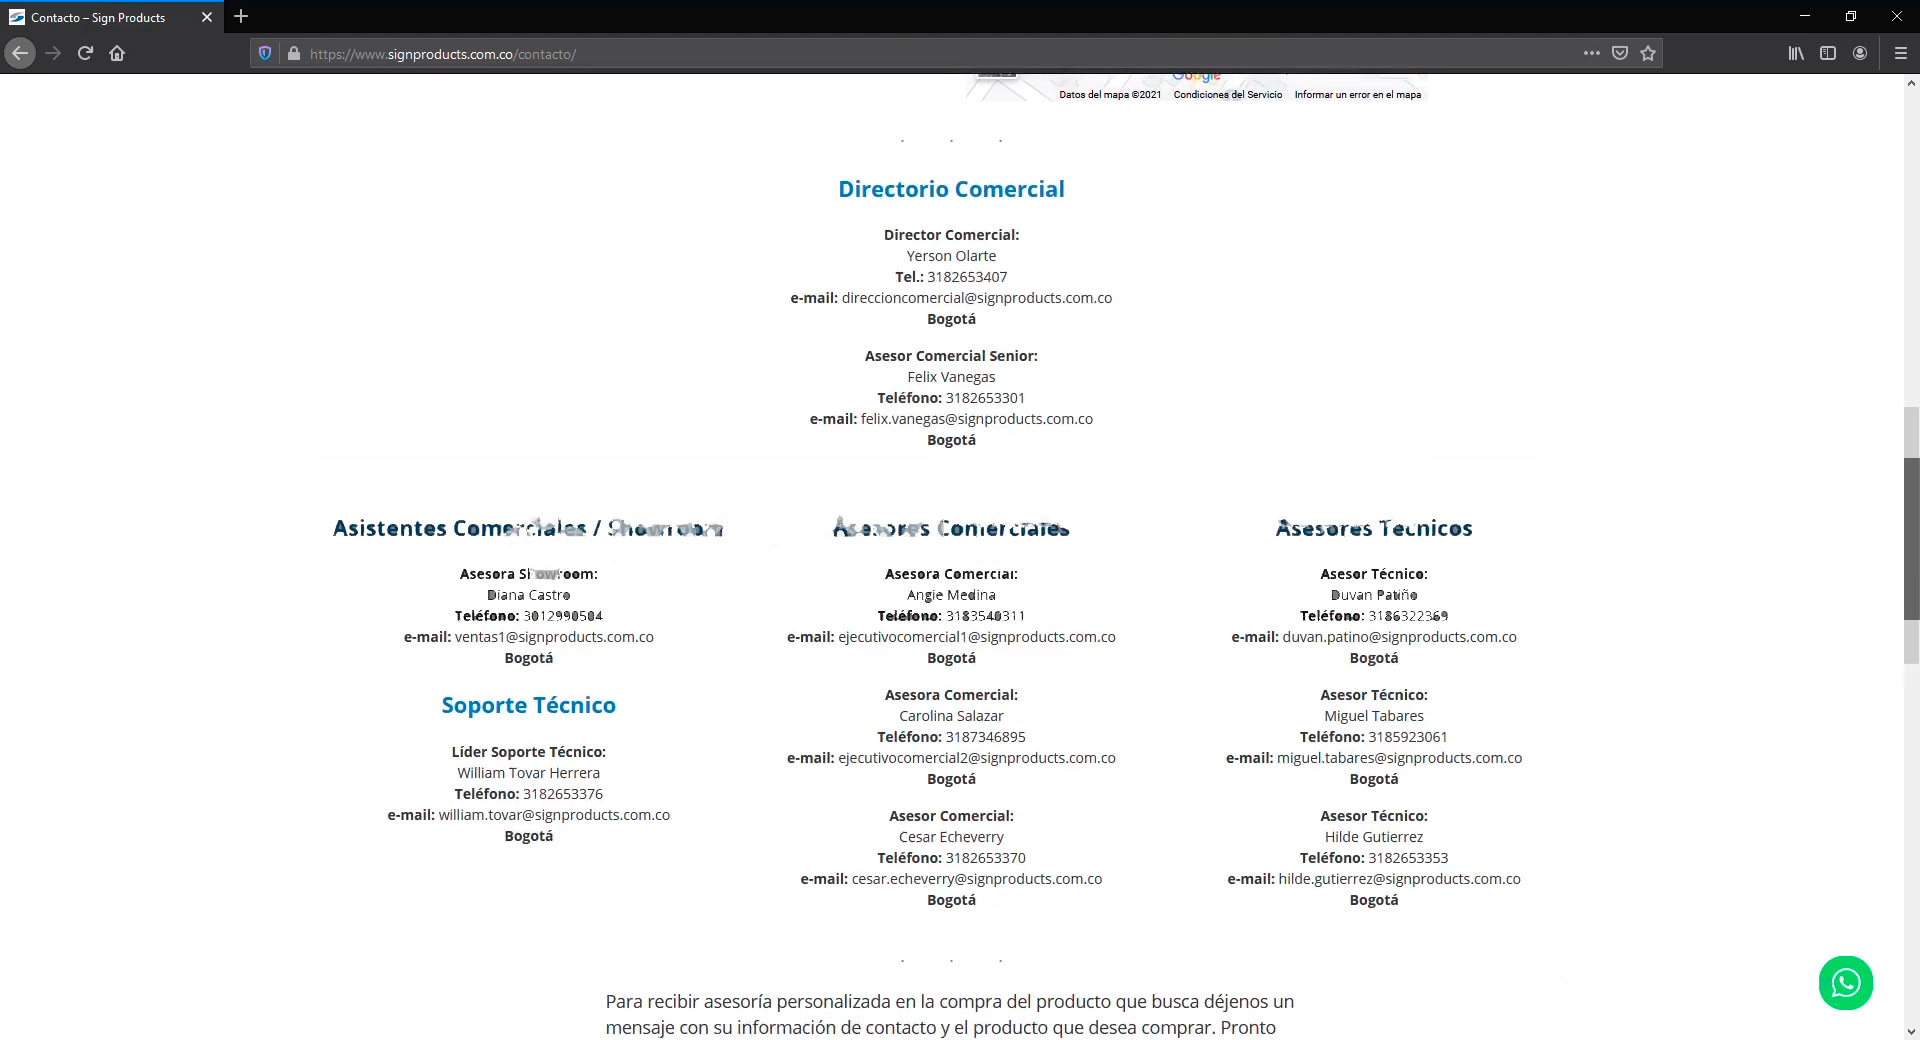 Contacto – Sign Products
https://www.signproducts.com.co/contacto/
Google
Datos del mapa ©2021 Condiciones del Servicio Informar un error en el mapa
. . .
Directorio Comercial
Director Comercial:
Yerson Olarte
Tel.: 3182653407
e-mail: direccioncomercial@signproducts.com.co
Bogotá
Asesor Comercial Senior:
Felix Vanegas
Teléfono: 3182653301
e-mail: felix.vanegas@signproducts.com.co
Bogotá
Asistentes Comerciales / Showroom
Asesora Showroom:
Diana Castro
Teléfono:
e-mail: ventas1@signproducts.com.co
Bogotá
Soporte Técnico
Líder Soporte Técnico:
William Tovar Herrera
Teléfono: 3182653376
e-mail: william.tovar@signproducts.com.co
Bogotá
Asesores Comerciales
Asesora Comercial:
Angie Medina
Teléfono:
e-mail: ejecutivocomercial1@signproducts.com.co
Bogotá
Asesora Comercial:
Carolina Salazar
Teléfono: 3187346895
e-mail: ejecutivocomercial2@signproducts.com.co
Bogotá
Asesor Comercial:
Cesar Echeverry
Teléfono: 3182653370
e-mail: cesar.echeverry@signproducts.com.co
Bogotá
Asesores Técnicos
Asesor Técnico:
Duvan Patiño
Teléfono: 3186322369
e-mail: duvan.patino@signproducts.com.co
Bogotá
Asesor Técnico:
Miguel Tabares
Teléfono: 3185923061
e-mail: miguel.tabares@signproducts.com.co
Bogotá
Asesor Técnico:
Hilde Gutierrez
Teléfono: 3182653353
e-mail: hilde.gutierrez@signproducts.com.co
Bogotá
. . .
Para recibir asesoría personalizada en la compra del producto que busca déjenos un
mensaje con su información de contacto y el producto que desea comprar. Pronto